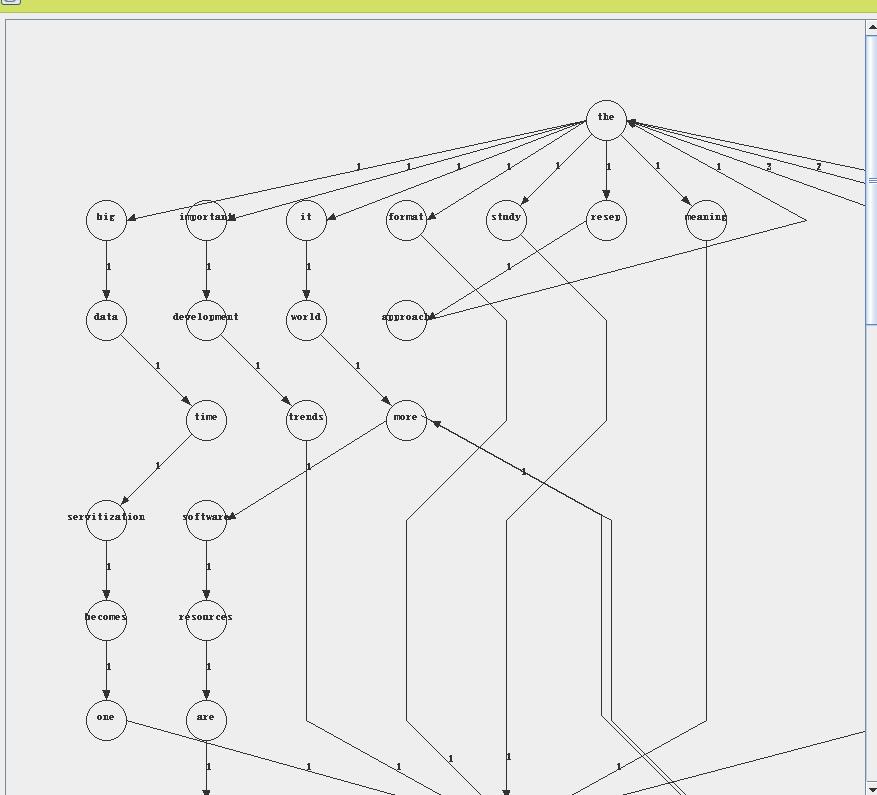 the
1 1 1 1 1 1 1 1 2 2
big important it format study resep meaning
1 1 1 1
data development world approach
1 1 1
time trends more
1 1 1
servitization software
1 1
becomes resources
1 1
one are
1 1 1 1 1 1